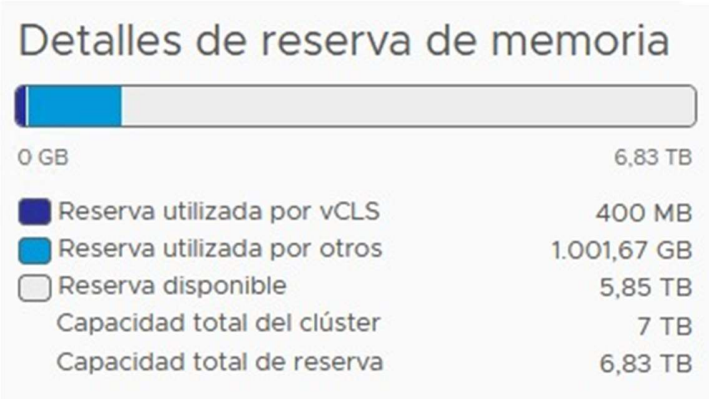 Detalles de reserva de memoria
0 GB 6,83 TB
Reserva utilizada por vCLS 400 MB
Reserva utilizada por otros 1.001,67 GB
Reserva disponible 5,85 TB
Capacidad total del clúster 7 TB
Capacidad total de reserva 6,83 TB